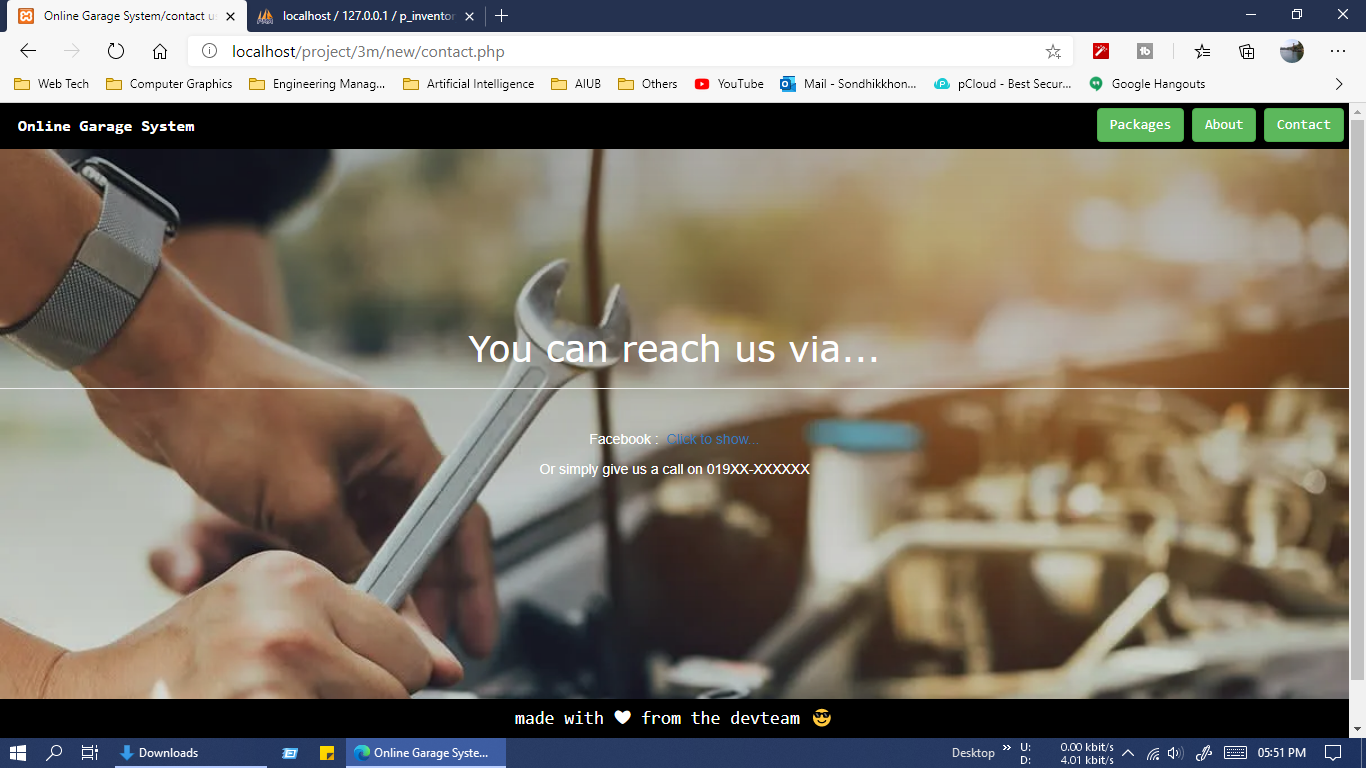 Online Garage System/contact u
localhost / 127.0.0.1 / p_invento
localhost/project/3m/new/contact.php
Web Tech
Computer Graphics
Engineering Manag...
Artificial Intelligence
AIUB
Others
YouTube
Mail - Sondhikkhon...
pCloud - Best Secur...
Google Hangouts
Online Garage System
Packages
About
Contact
You can reach us via...
Facebook : Click to show...
Or simply give us a call on 019XX-XXXXXX
made with 🤍 from the devteam 😎
Downloads
Online Garage Syste...
Desktop
U: 0.00 kbit/s
D: 4.01 kbit/s
05:51 PM